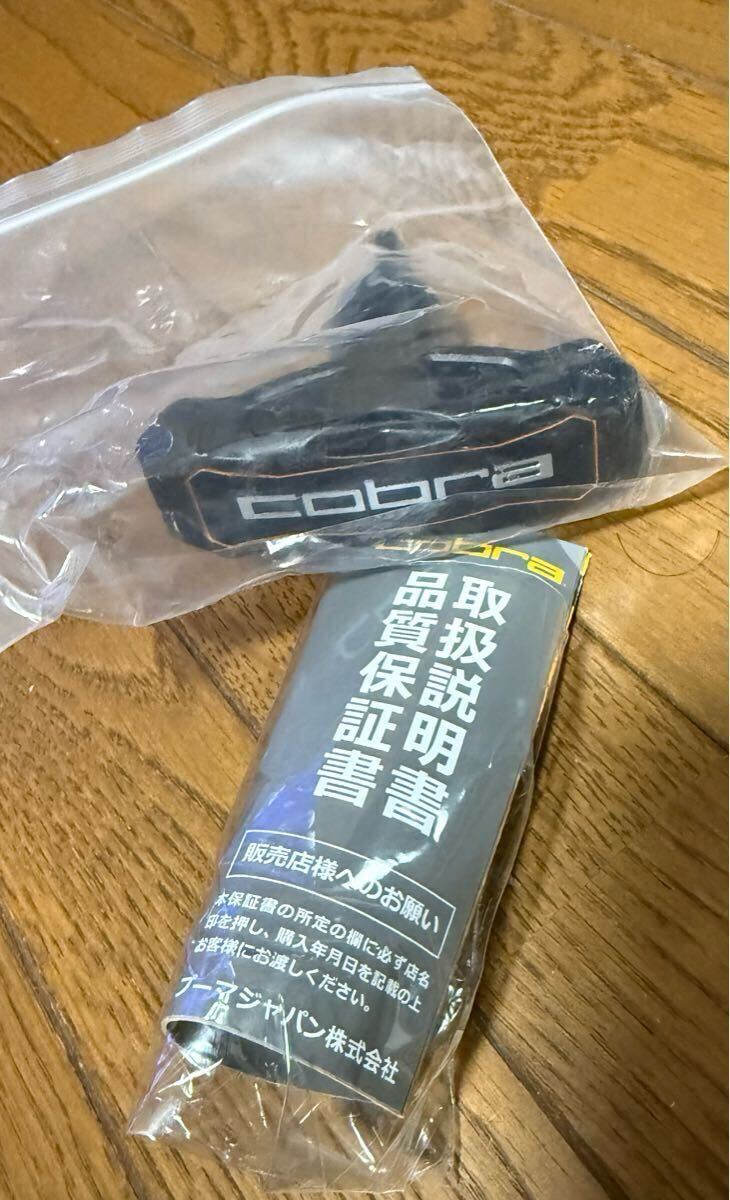 cobra
cobra
取扱説明書
品質保証書
販売店様へのお願い
本保証書の所定の欄に必ず店名
印を押し、購入年月日を記載の上
お客様にお渡しください。
プーマジャパン株式会社